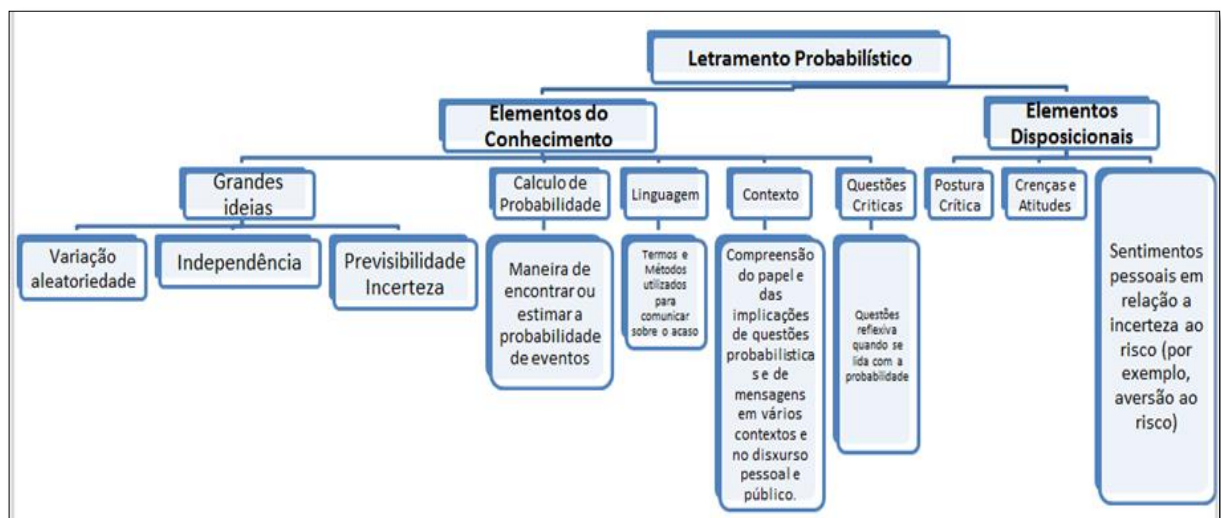 Letramento Probabilístico
Elementos do
Conhecimento
Elementos
Disposicionais
Grandes
ideias
Calculo de
Probabilidade
Linguagem
Contexto
Questões
Criticas
Postura
Crítica
Crenças e
Atitudes
Sentimentos
pessoais em
relação a
incerteza ao
risco (por
exemplo,
aversão ao
risco)
Variação
aleatoriedade
Independência
Previsibilidade
Incerteza
Maneira de
encontrar ou
estimar a
probabilidade
de eventos
Termos e
Métodos
utilizados
para
comunicar
sobre o acaso
Compreensão
do papel e
das
implicações
de questões
probabilistica
s e de
mensagens
em vários
contextos e
no disxurso
pessoal e
público.
Questões
reflexiva
quando se
lida com a
probabilidade